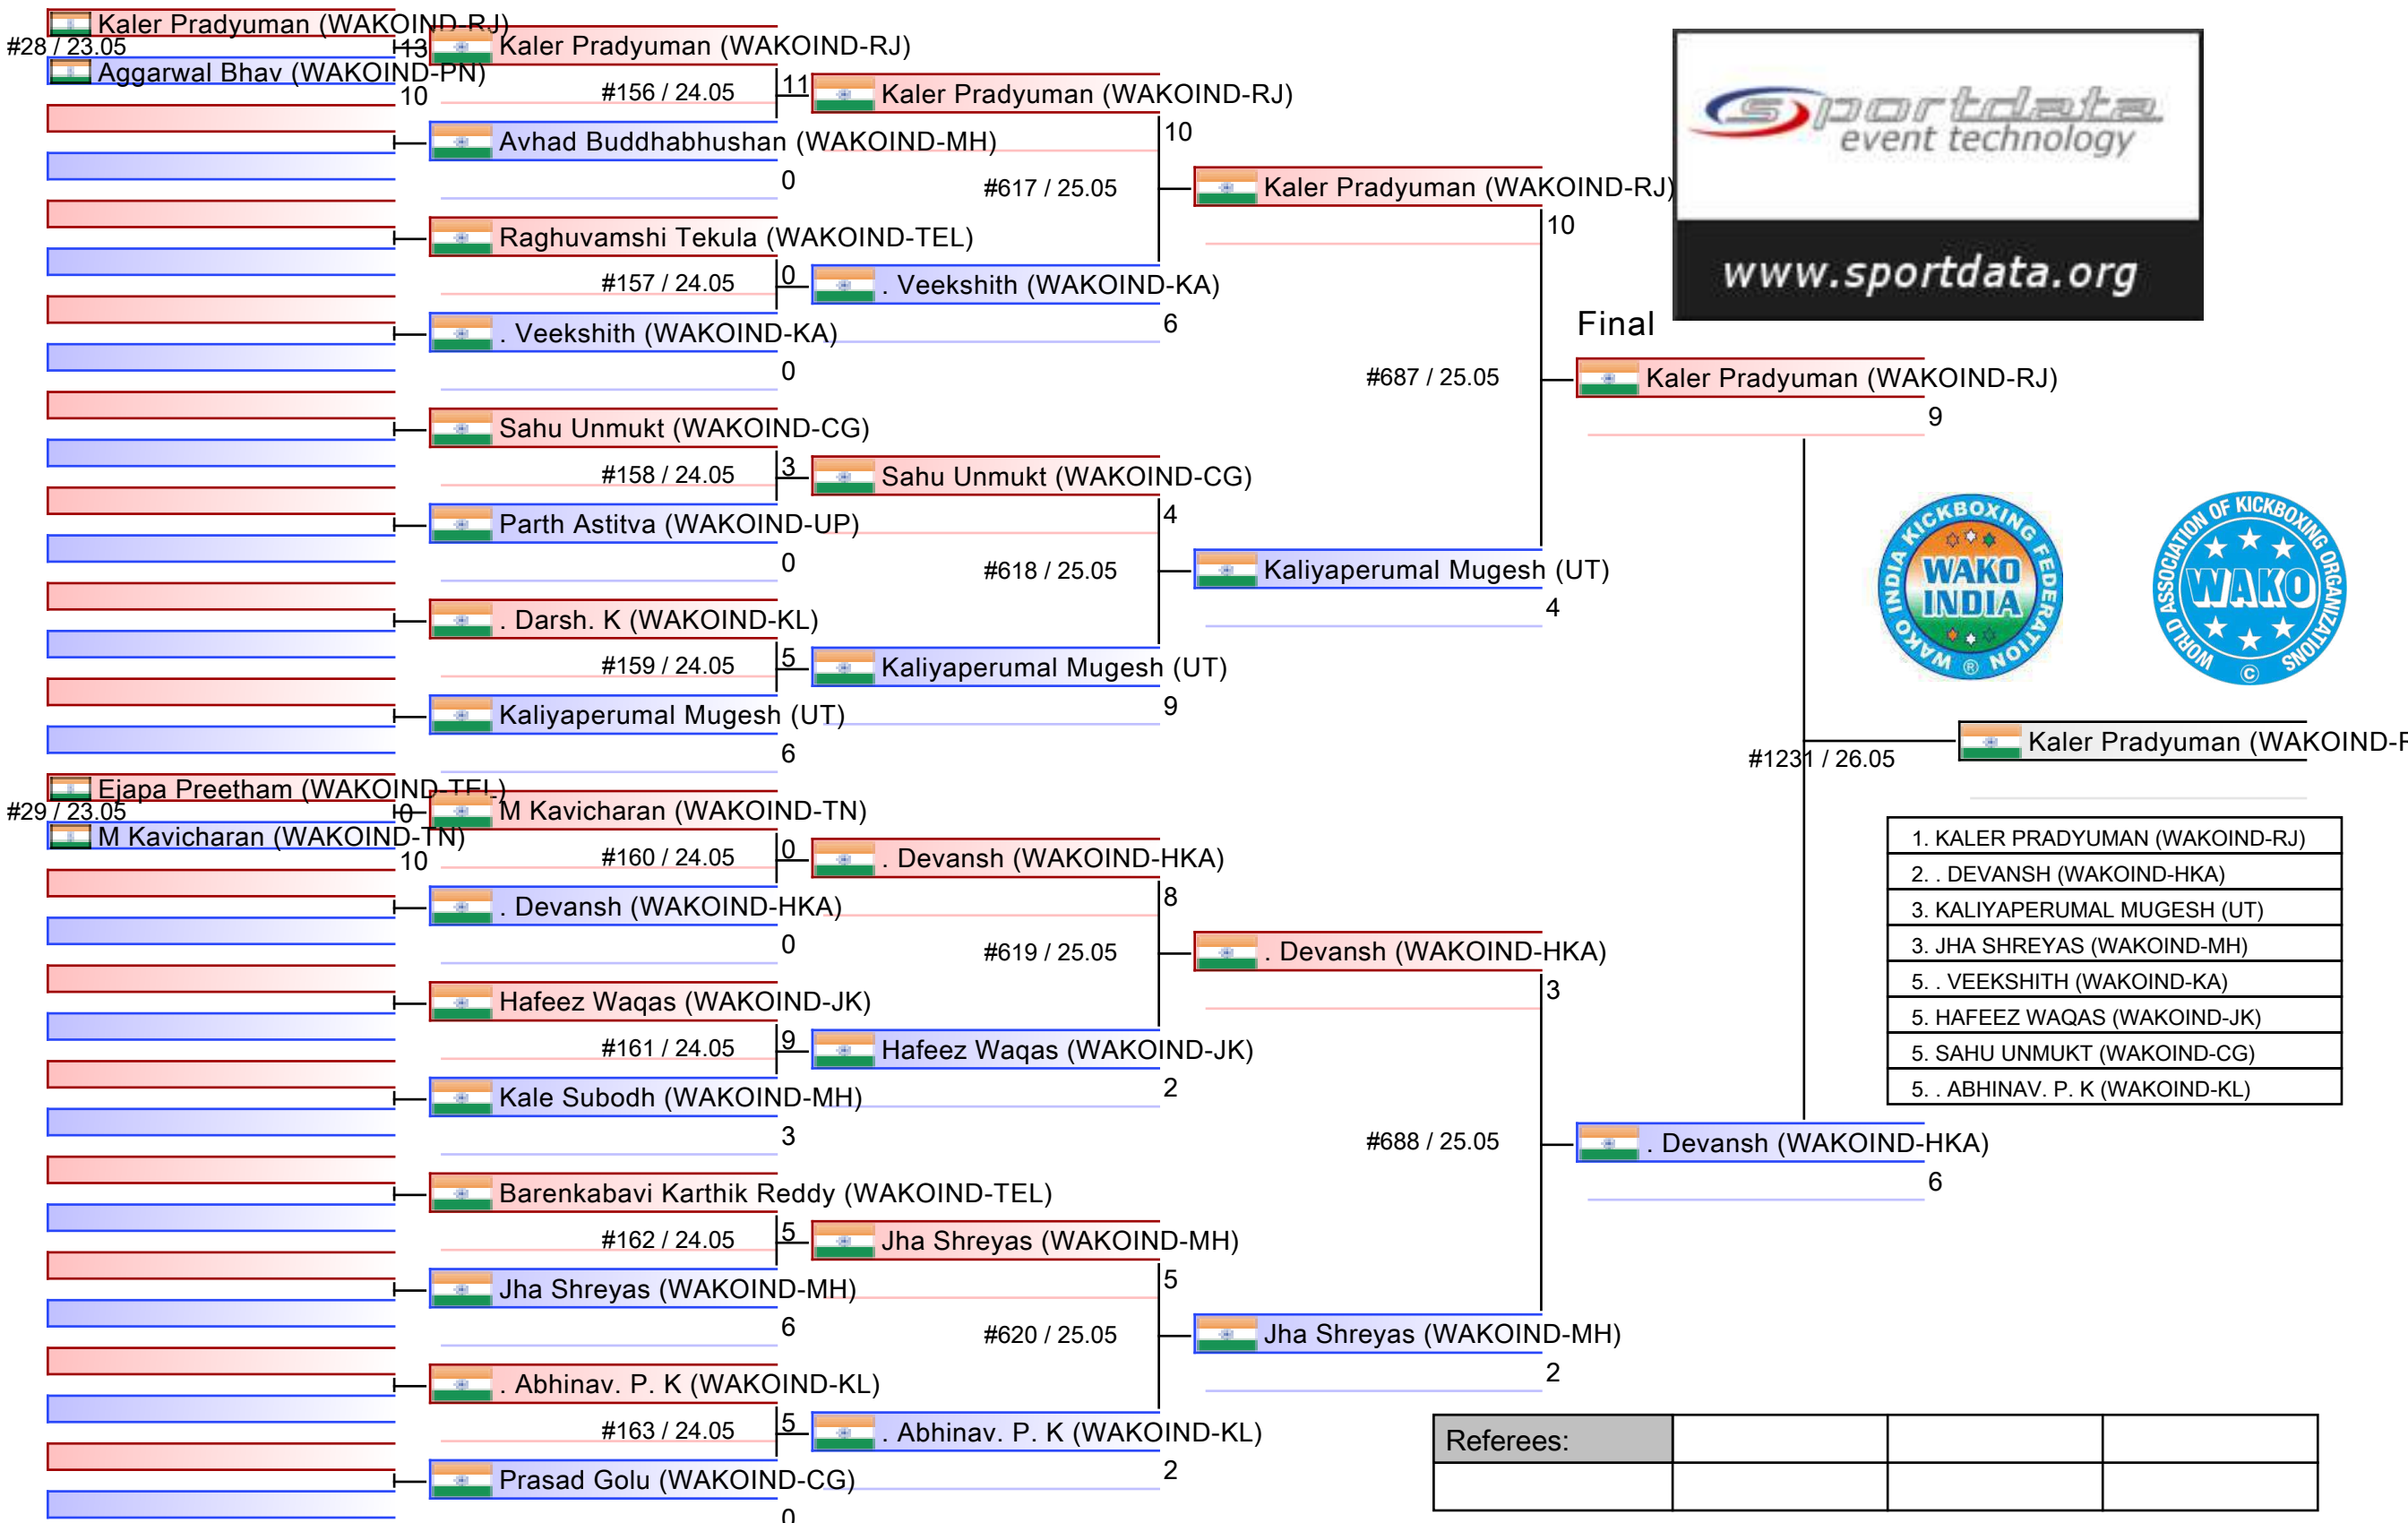 Kaler Pradyuman (WAKOIND-RJ)
#28 / 23.05
13
Aggarwal Bhav (WAKOIND-PN)
10
Ejapa Preetham (WAKOIND-TEL)
#29 / 23.05
0
M Kavicharan (WAKOIND-TN)
10
Kaler Pradyuman (WAKOIND-RJ)
#156 / 24.05
11
Avhad Buddhabhushan (WAKOIND-MH)
0
Raghuvamshi Tekula (WAKOIND-TEL)
#157 / 24.05
0
. Veekshith (WAKOIND-KA)
0
Sahu Unmukt (WAKOIND-CG)
#158 / 24.05
3
Parth Astitva (WAKOIND-UP)
0
. Darsh. K (WAKOIND-KL)
#159 / 24.05
5
Kaliyaperumal Mugesh (UT)
6
M Kavicharan (WAKOIND-TN)
#160 / 24.05
0
. Devansh (WAKOIND-HKA)
0
Hafeez Waqas (WAKOIND-JK)
#161 / 24.05
9
Kale Subodh (WAKOIND-MH)
3
Barenkabavi Karthik Reddy (WAKOIND-TEL)
#162 / 24.05
5
Jha Shreyas (WAKOIND-MH)
6
. Abhinav. P. K (WAKOIND-KL)
#163 / 24.05
5
Prasad Golu (WAKOIND-CG)
0
Kaler Pradyuman (WAKOIND-RJ)
10
#617 / 25.05
. Veekshith (WAKOIND-KA)
6
Sahu Unmukt (WAKOIND-CG)
4
#618 / 25.05
Kaliyaperumal Mugesh (UT)
9
. Devansh (WAKOIND-HKA)
8
#619 / 25.05
Hafeez Waqas (WAKOIND-JK)
2
Jha Shreyas (WAKOIND-MH)
5
#620 / 25.05
. Abhinav. P. K (WAKOIND-KL)
2
Kaler Pradyuman (WAKOIND-RJ)
10
#687 / 25.05
Kaliyaperumal Mugesh (UT)
4
. Devansh (WAKOIND-HKA)
3
#688 / 25.05
Jha Shreyas (WAKOIND-MH)
2
sportdata
event technology
www.sportdata.org
Final
Kaler Pradyuman (WAKOIND-RJ)
9
#1231 / 26.05
. Devansh (WAKOIND-HKA)
6
WAKO INDIA KICKBOXING FEDERATION
WAKO
INDIA
®
WORLD ASSOCIATION OF KICKBOXING ORGANIZATIONS
WAKO
©
Kaler Pradyuman (WAKOIND-R
1. KALER PRADYUMAN (WAKOIND-RJ)
2. . DEVANSH (WAKOIND-HKA)
3. KALIYAPERUMAL MUGESH (UT)
3. JHA SHREYAS (WAKOIND-MH)
5. . VEEKSHITH (WAKOIND-KA)
5. HAFEEZ WAQAS (WAKOIND-JK)
5. SAHU UNMUKT (WAKOIND-CG)
5. . ABHINAV. P. K (WAKOIND-KL)
Referees: